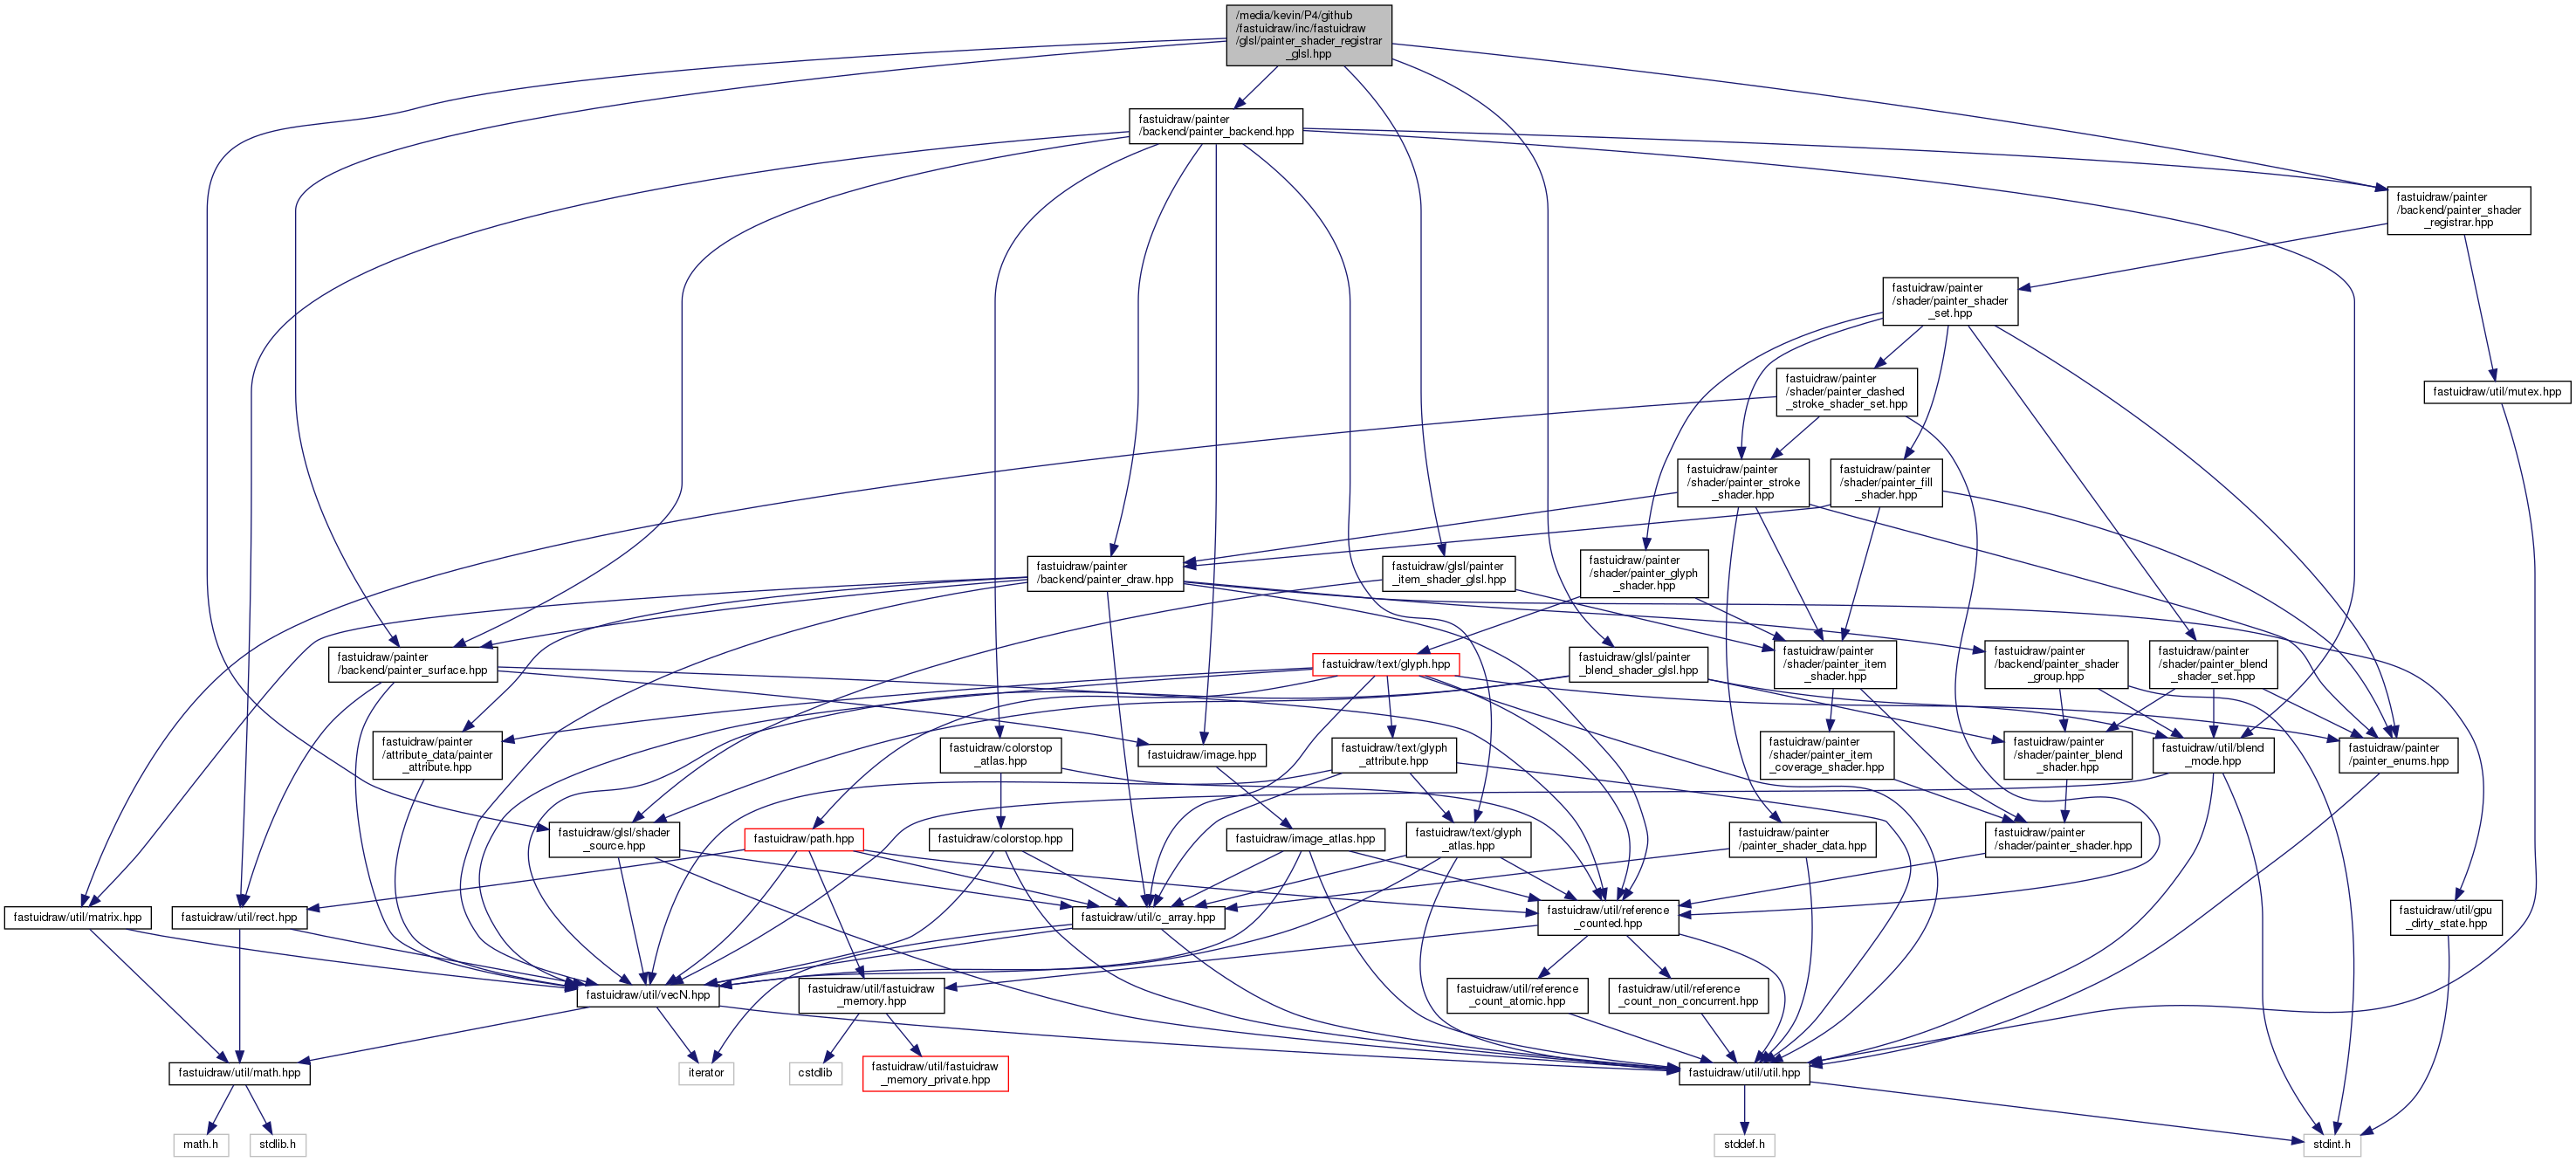 /media/kevin/P4/github
/fastuidraw/inc/fastuidraw
/glsl/painter_shader_registrar
_glsl.hpp
fastuidraw/painter
/backend/painter_backend.hpp
fastuidraw/painter
/backend/painter_shader
_registrar.hpp
fastuidraw/painter
/shader/painter_shader
_set.hpp
fastuidraw/painter
/shader/painter_dashed
_stroke_shader_set.hpp
fastuidraw/util/mutex.hpp
fastuidraw/painter
/shader/painter_stroke
_shader.hpp
fastuidraw/painter
/shader/painter_fill
_shader.hpp
fastuidraw/painter
/backend/painter_draw.hpp
fastuidraw/glsl/painter
_item_shader_glsl.hpp
fastuidraw/painter
/shader/painter_glyph
_shader.hpp
fastuidraw/painter
/backend/painter_surface.hpp
fastuidraw/text/glyph.hpp
fastuidraw/glsl/painter
_blend_shader_glsl.hpp
fastuidraw/painter
/shader/painter_item
_shader.hpp
fastuidraw/painter
/backend/painter_shader
_group.hpp
fastuidraw/painter
/shader/painter_blend
_shader_set.hpp
fastuidraw/painter
/attribute_data/painter
_attribute.hpp
fastuidraw/colorstop
_atlas.hpp
fastuidraw/image.hpp
fastuidraw/text/glyph
_attribute.hpp
fastuidraw/painter
/shader/painter_item
_coverage_shader.hpp
fastuidraw/painter
/shader/painter_blend
_shader.hpp
fastuidraw/util/blend
_mode.hpp
fastuidraw/painter
/painter_enums.hpp
fastuidraw/glsl/shader
_source.hpp
fastuidraw/path.hpp
fastuidraw/colorstop.hpp
fastuidraw/image_atlas.hpp
fastuidraw/text/glyph
_atlas.hpp
fastuidraw/painter
/painter_shader_data.hpp
fastuidraw/painter
/shader/painter_shader.hpp
fastuidraw/util/matrix.hpp
fastuidraw/util/rect.hpp
fastuidraw/util/c_array.hpp
fastuidraw/util/reference
_counted.hpp
fastuidraw/util/gpu
_dirty_state.hpp
fastuidraw/util/vecN.hpp
fastuidraw/util/fastuidraw
_memory.hpp
fastuidraw/util/reference
_count_atomic.hpp
fastuidraw/util/reference
_count_non_concurrent.hpp
fastuidraw/util/math.hpp
iterator
cstdlib
fastuidraw/util/fastuidraw
_memory_private.hpp
fastuidraw/util/util.hpp
math.h
stdlib.h
stddef.h
stdint.h